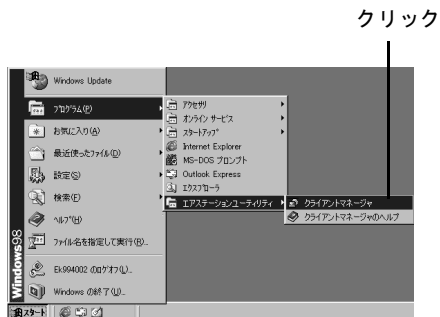 クリック
Windows Update
プログラム(P)
お気に入り(A)
最近使ったファイル(D)
設定(S)
検索(F)
ヘルプ(H)
ファイル名を指定して実行(R)...
Ek994002 のログオフ(L)...
Windows の終了(U)...
Windows98
スタート
アクセサリ
オンライン サービス
スタートアップ
Internet Explorer
MS-DOS プロンプト
Outlook Express
エクスプローラ
エアステーションユーティリティ
クライアントマネージャ
クライアントマネージャのヘルプ